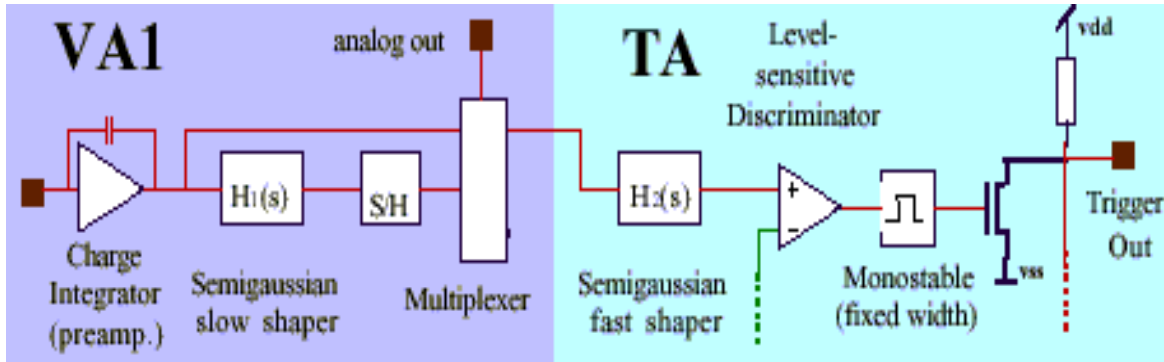 VA1
analog out
H1(s)
S/H
Charge
Integrator
(preamp.)
Semigaussian
slow shaper
Multiplexer
TA
Level-
sensitive
Discriminator
vdd
H2(s)
+
-
Trigger
Out
vss
Semigaussian
fast shaper
Monostable
(fixed width)